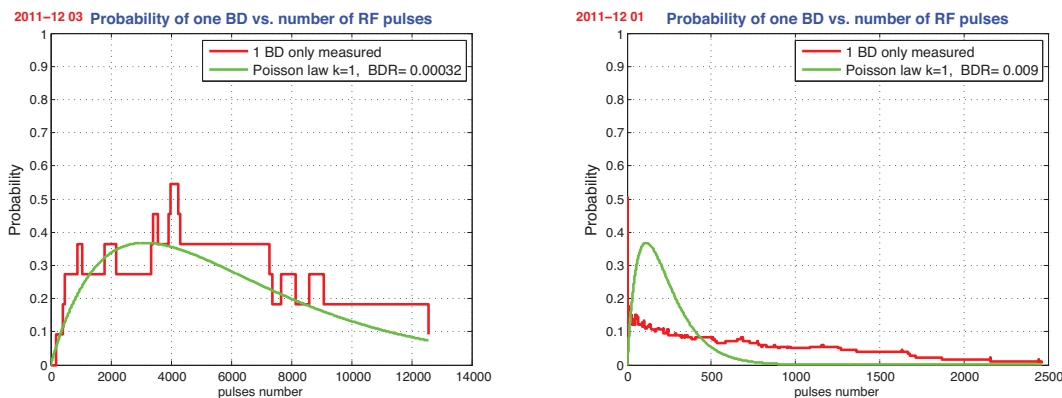 2011−12 03 Probability of one BD vs. number of RF pulses
1 BD only measured
Poisson law k=1, BDR= 0.00032
1
0.9
0.8
0.7
0.6
0.5
0.4
0.3
0.2
0.1
0
Probability
0 2000 4000 6000 8000 10000 12000 14000
pulses number
2011−12 01 Probability of one BD vs. number of RF pulses
1 BD only measured
Poisson law k=1, BDR= 0.009
1
0.9
0.8
0.7
0.6
0.5
0.4
0.3
0.2
0.1
0
Probability
0 500 1000 1500 2000 2500
pulses number